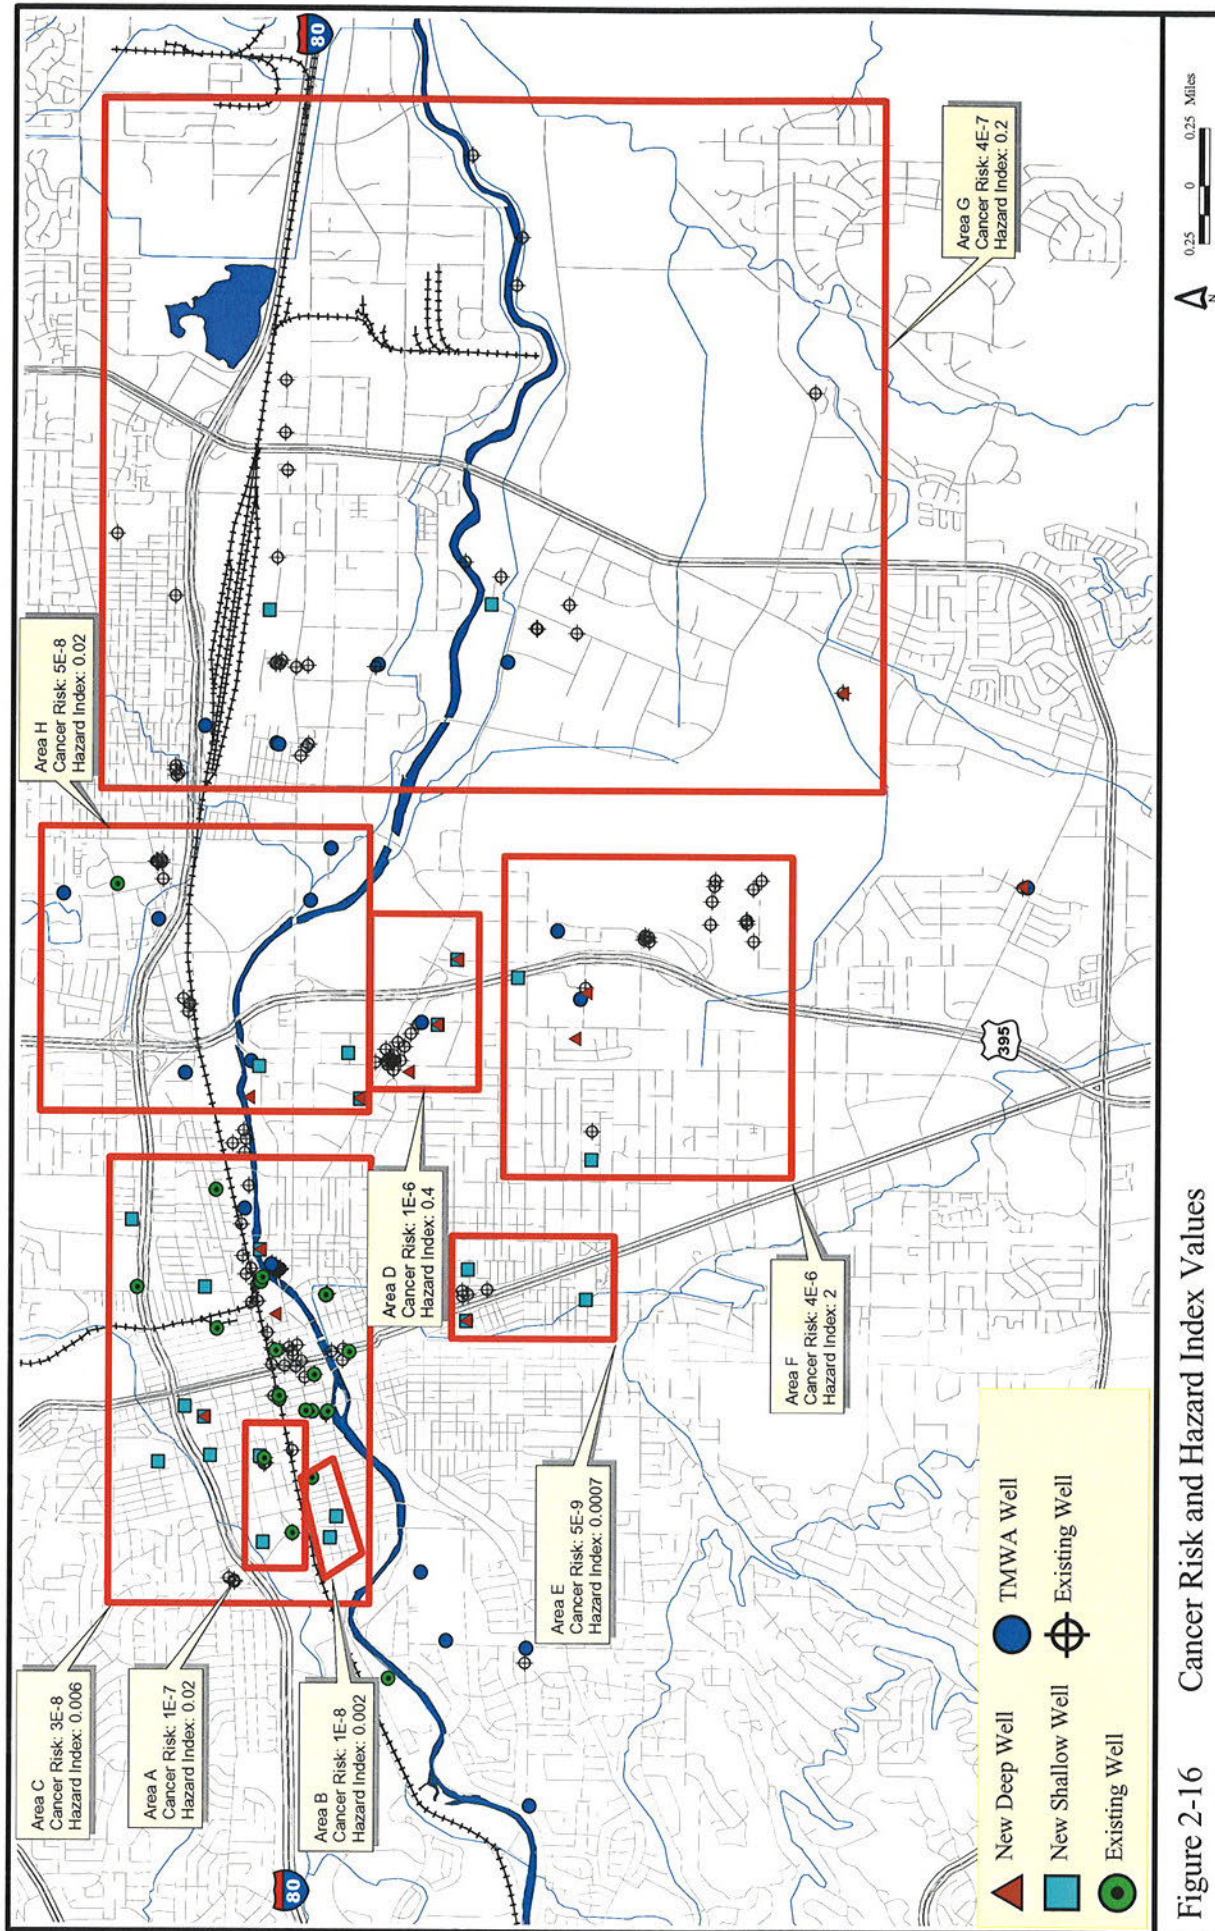 Area C
Cancer Risk: 3E-8
Hazard Index: 0.006
Area A
Cancer Risk: 1E-7
Hazard Index: 0.02
Area B
Cancer Risk: 1E-8
Hazard Index: 0.002
Area H
Cancer Risk: 5E-8
Hazard Index: 0.02
Area D
Cancer Risk: 1E-6
Hazard Index: 0.4
Area E
Cancer Risk: 5E-9
Hazard Index: 0.0007
Area F
Cancer Risk: 4E-6
Hazard Index: 2
Area G
Cancer Risk: 4E-7
Hazard Index: 0.2
80
80
395
New Deep Well
TMWA Well
New Shallow Well
Existing Well
Existing Well
N
0.25 0 0.25 Miles
Figure 2-16 Cancer Risk and Hazard Index Values